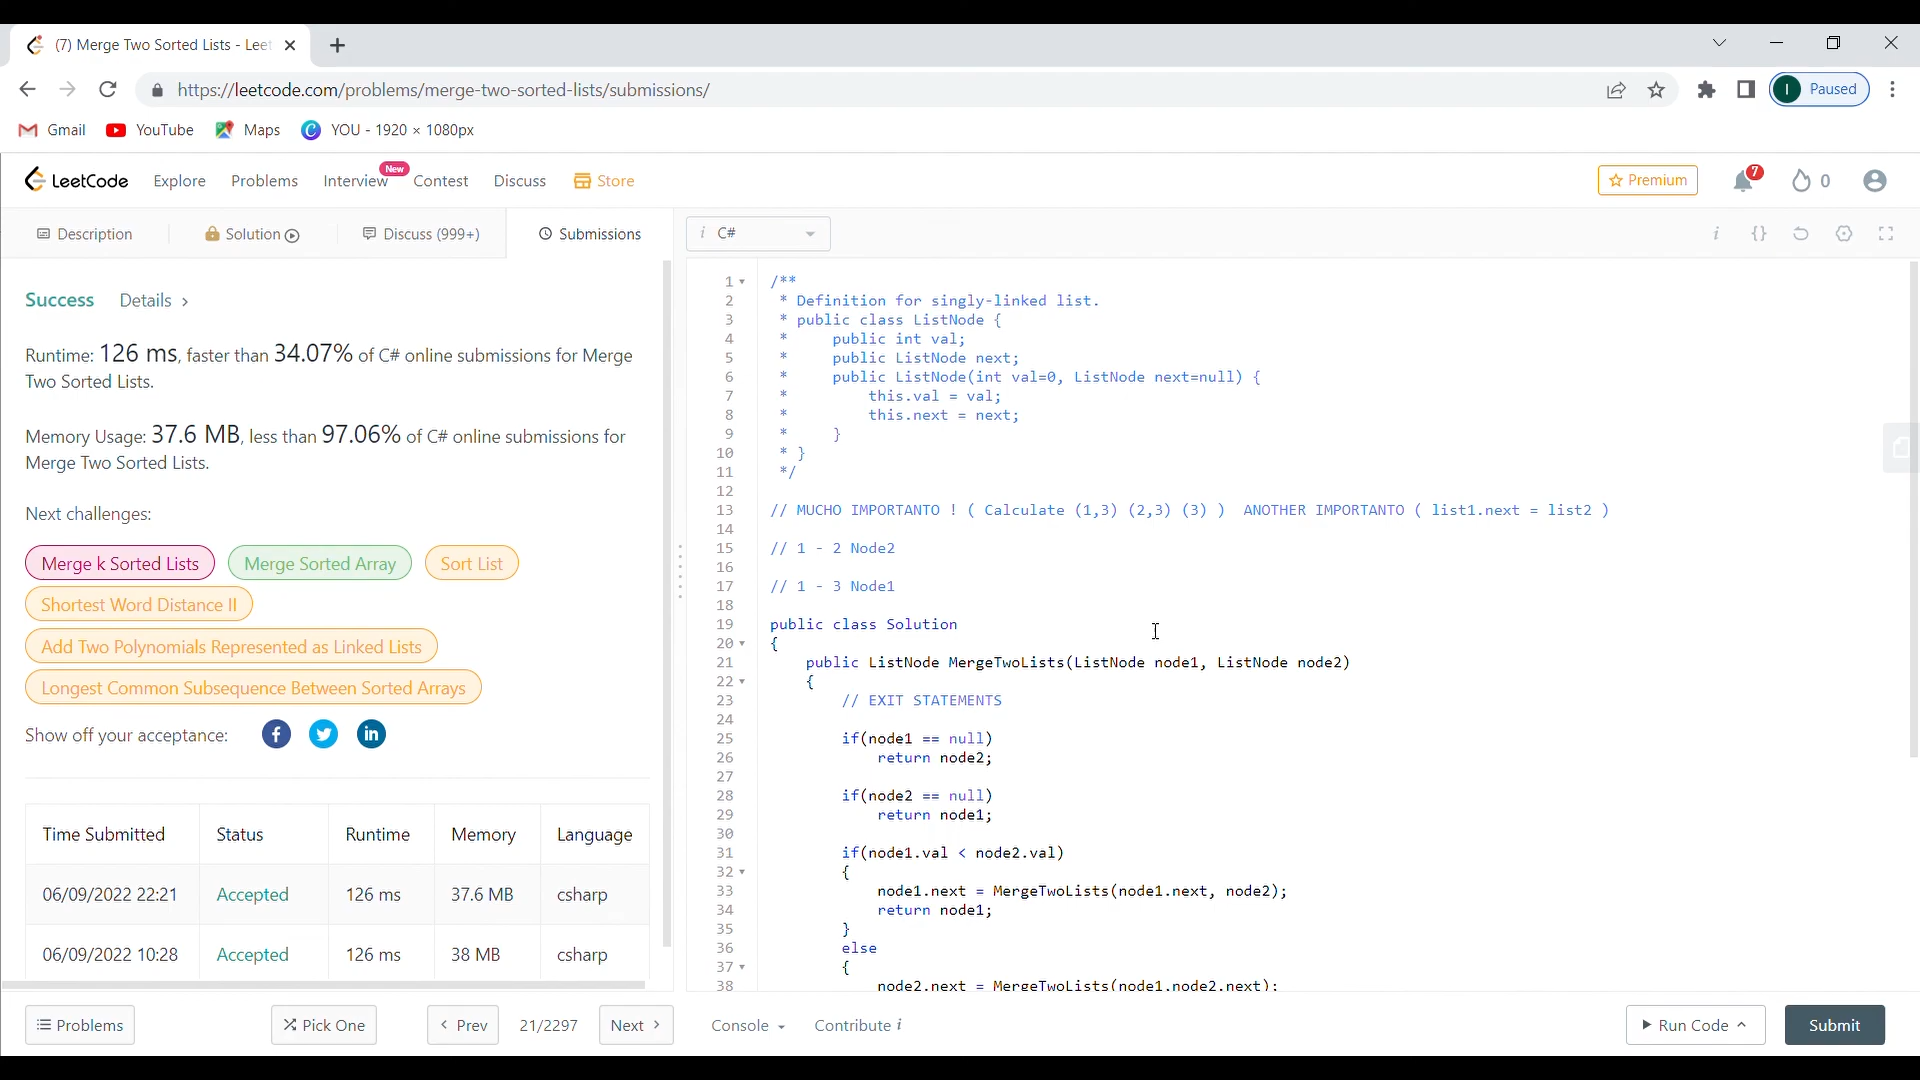 (7) Merge Two Sorted Lists - Leet
https://leetcode.com/problems/merge-two-sorted-lists/submissions/
I Paused
Gmail YouTube Maps YOU - 1920 × 1080px
LeetCode Explore Problems Interview New Contest Discuss Store
Premium 7 0
Description Solution Discuss (999+) Submissions
i C#
Success Details >
Runtime: 126 ms, faster than 34.07% of C# online submissions for Merge
Two Sorted Lists.
Memory Usage: 37.6 MB, less than 97.06% of C# online submissions for
Merge Two Sorted Lists.
Next challenges:
Merge k Sorted Lists Merge Sorted Array Sort List
Shortest Word Distance II
Add Two Polynomials Represented as Linked Lists
Longest Common Subsequence Between Sorted Arrays
Show off your acceptance:
Time Submitted Status Runtime Memory Language
06/09/2022 22:21 Accepted 126 ms 37.6 MB csharp
06/09/2022 10:28 Accepted 126 ms 38 MB csharp
1 /**
2  * Definition for singly-linked list.
3  * public class ListNode {
4  *     public int val;
5  *     public ListNode next;
6  *     public ListNode(int val=0, ListNode next=null) {
7  *         this.val = val;
8  *         this.next = next;
9  *     }
10  * }
11  */
12
13 // MUCHO IMPORTANTO ! ( Calculate (1,3) (2,3) (3) )  ANOTHER IMPORTANTO ( list1.next = list2 )
14
15 // 1 - 2 Node2
16
17 // 1 - 3 Node1
18
19 public class Solution
20 {
21     public ListNode MergeTwoLists(ListNode node1, ListNode node2)
22     {
23         // EXIT STATEMENTS
24
25         if(node1 == null)
26             return node2;
27
28         if(node2 == null)
29             return node1;
30
31         if(node1.val < node2.val)
32         {
33             node1.next = MergeTwoLists(node1.next, node2);
34             return node1;
35         }
36         else
37         {
38             node2.next = MergeTwoLists(node1,node2.next);
Problems Pick One < Prev 21/2297 Next > Console Contribute i Run Code Submit